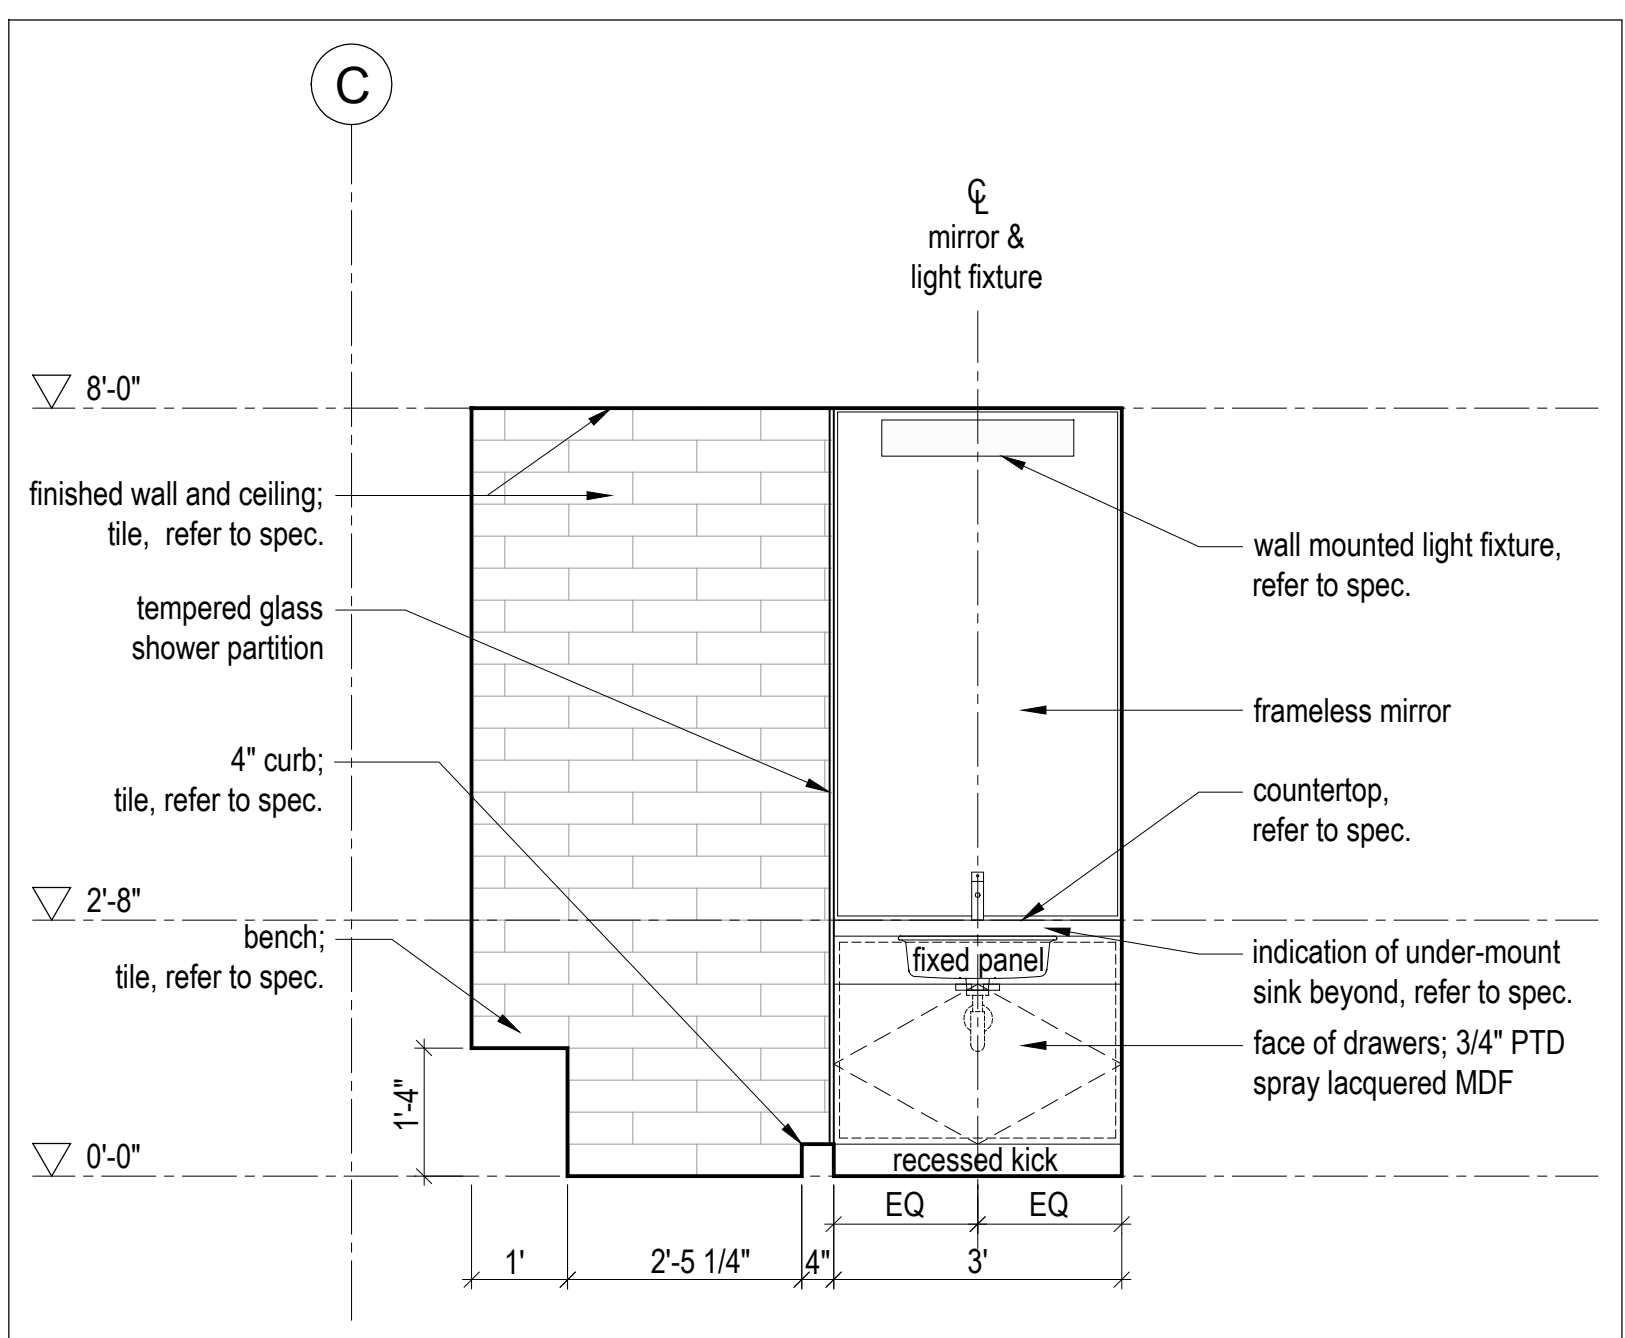 C
℄
mirror &
light fixture
8'-0"
finished wall and ceiling;
tile, refer to spec.
wall mounted light fixture,
refer to spec.
tempered glass
shower partition
frameless mirror
4" curb;
tile, refer to spec.
countertop,
refer to spec.
2'-8"
bench;
tile, refer to spec.
fixed panel
indication of under-mount
sink beyond, refer to spec.
face of drawers; 3/4" PTD
spray lacquered MDF
1'-4"
0'-0"
recessed kick
EQ EQ
1' 2'-5 1/4" 4" 3'